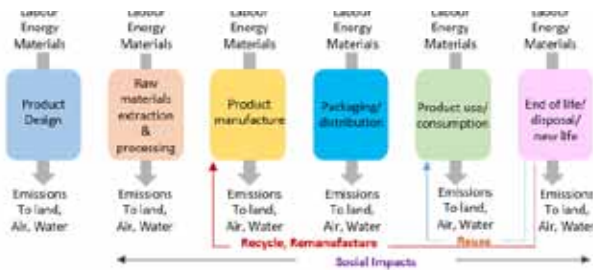 Labour
Energy
Materials
Labour
Energy
Materials
Labour
Energy
Materials
Labour
Energy
Materials
Labour
Energy
Materials
Labour
Energy
Materials
Product
Design
Raw
materials
extraction
&
processing
Product
manufacture
Packaging/
distribution
Product use/
consumption
End of life/
disposal/
new life
Emissions
To land,
Air, Water
Emissions
To land,
Air, Water
Emissions
To land,
Air, Water
Emissions
To land,
Air, Water
Emissions
To land,
Air, Water
Emissions
To land,
Air, Water
Recycle, Remanufacture
Reuse
Social Impacts